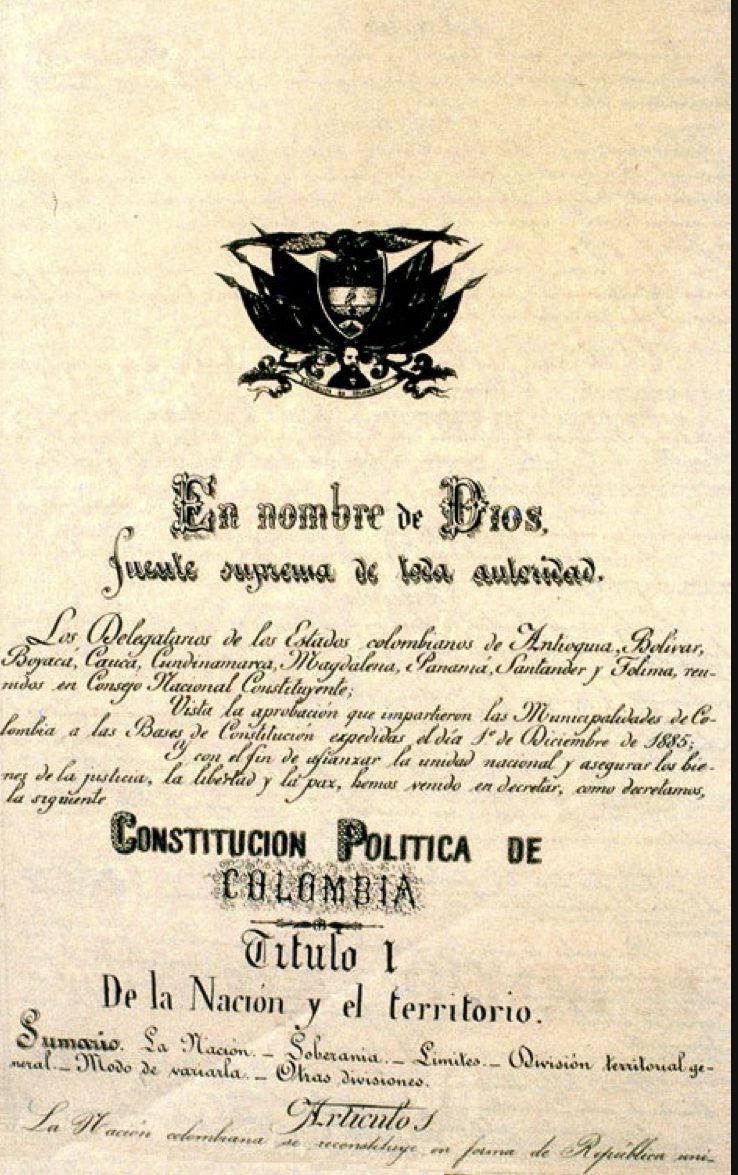 En nombre de Dios,
fuente suprema de toda autoridad.
Los Delegatarios de los Estados colombianos de Antioquia, Bolívar,
Boyacá, Cauca, Cundinamarca, Magdalena, Panamá, Santander y Tolima, reu-
nidos en Consejo Nacional Constituyente;
Vista la aprobación que impartieron las Municipalidades de Co-
lombia a las Bases de Constitución expedidas el día 1º de Diciembre de 1885;
y con el fin de afianzar la unidad nacional y asegurar los bie-
nes de la justicia, la libertad y la paz, hemos venido en decretar, como decretamos,
la siguiente
CONSTITUCION POLITICA DE
COLOMBIA
Titulo I
De la Nación y el territorio.
Sumario. La Nación.- Soberania.- Limites.- División territorial ge-
neral.- Modo de variarla.- Otras divisiones.
Articulo 1
La Nación colombiana se reconstituye en forma de República uni-